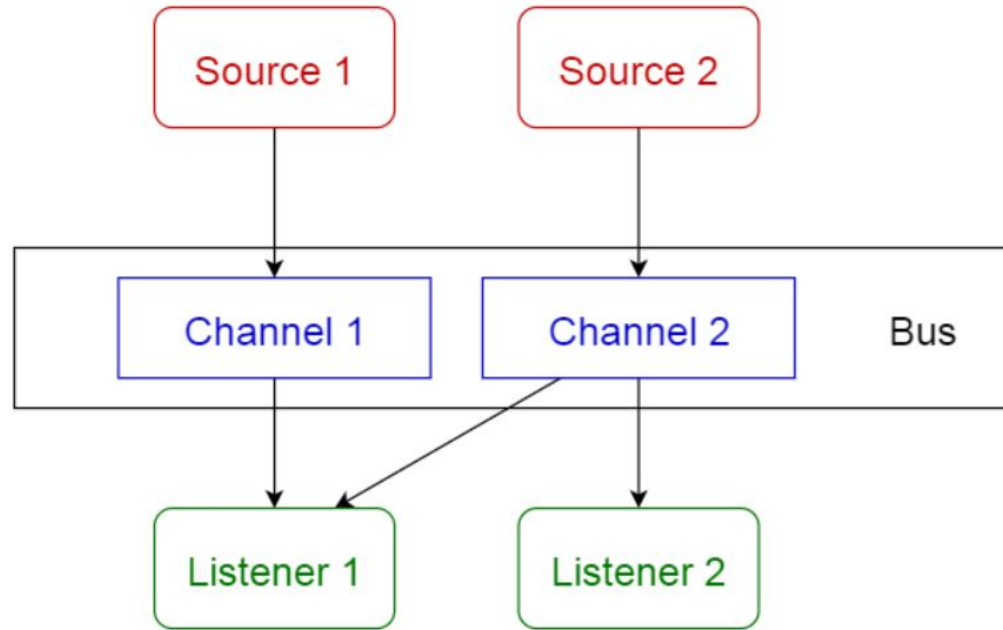 Source 1
Source 2
Channel 1
Channel 2
Bus
Listener 1
Listener 2